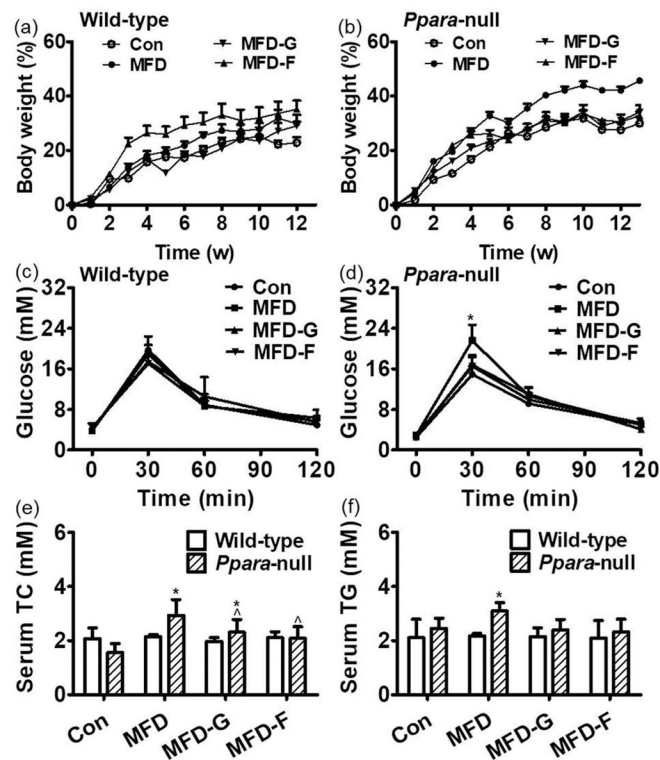 (a) Wild-type
Con
MFD
MFD-G
MFD-F
Body weight (%)
60
40
20
0
0 2 4 6 8 10 12
Time (w)
(b) Ppara-null
Con
MFD
MFD-G
MFD-F
Body weight (%)
60
40
20
0
0 2 4 6 8 10 12
Time (w)
(c) Wild-type
Con
MFD
MFD-G
MFD-F
Glucose (mM)
32
24
16
8
0
0 30 60 90 120
Time (min)
(d) Ppara-null
*
Con
MFD
MFD-G
MFD-F
Glucose (mM)
32
24
16
8
0
0 30 60 90 120
Time (min)
(e)
Wild-type
Ppara-null
Serum TC (mM)
6
4
2
0
*
*
^
^
Con MFD MFD-G MFD-F
(f)
Wild-type
Ppara-null
Serum TG (mM)
6
4
2
0
*
Con MFD MFD-G MFD-F